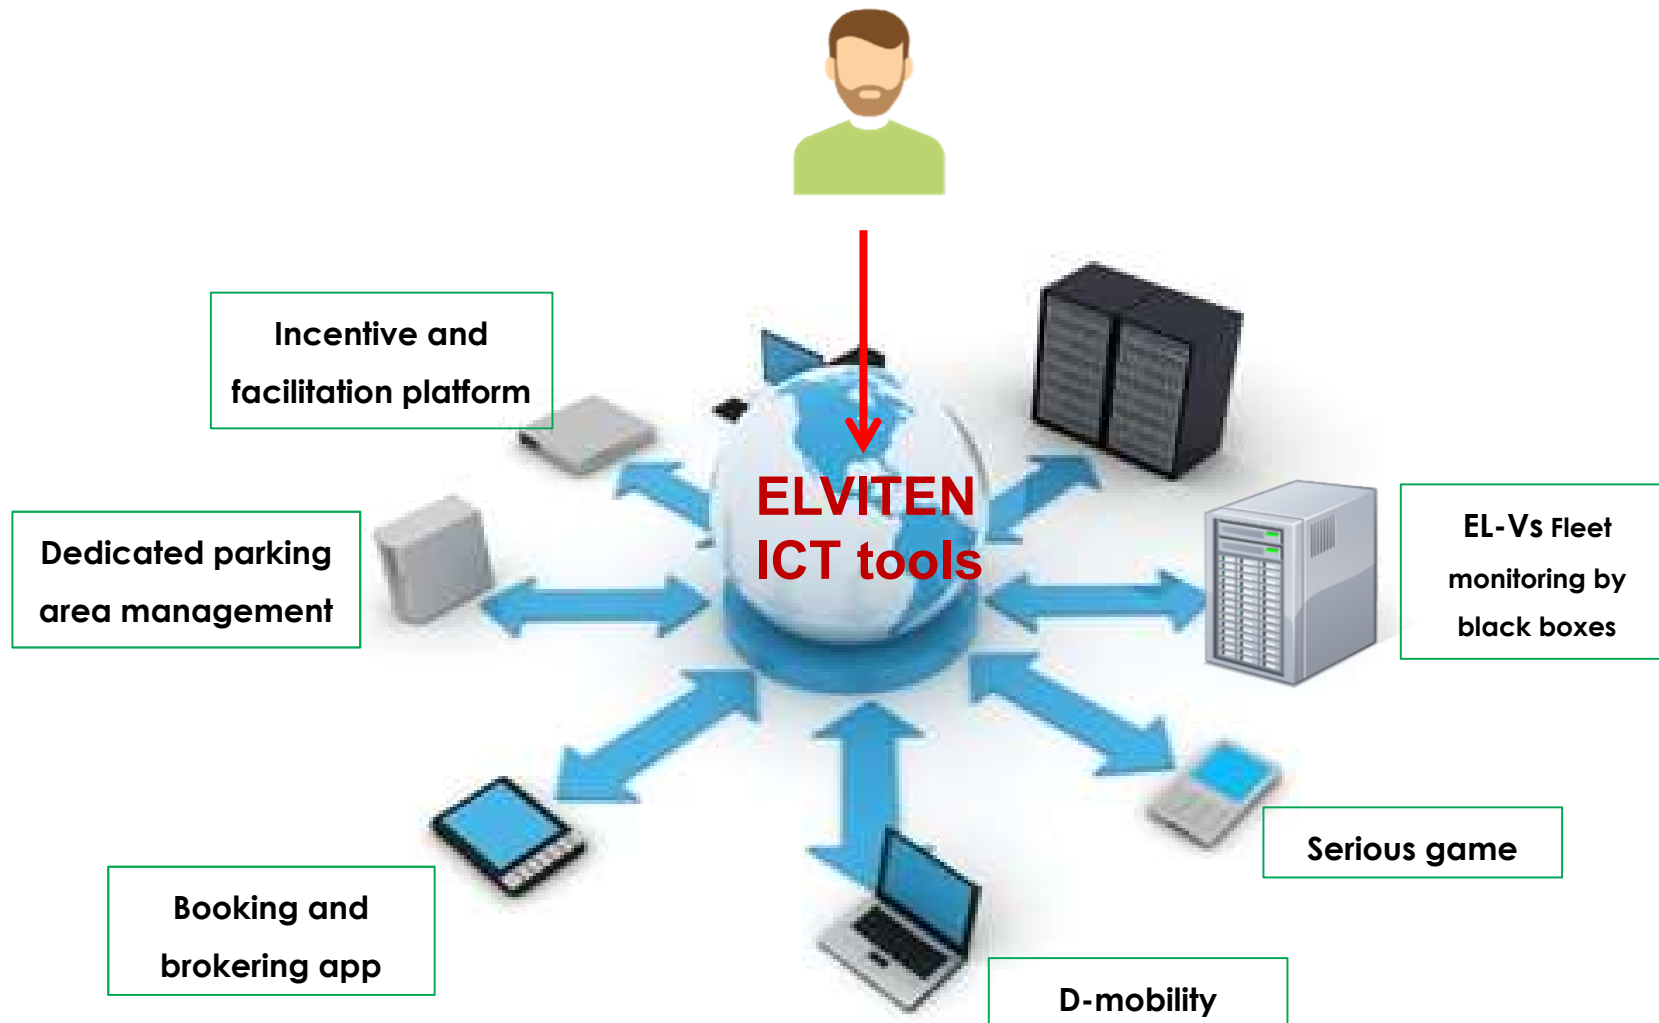 Incentive and
facilitation platform
ELVITEN
ICT tools
Dedicated parking
area management
EL-Vs Fleet
monitoring by
black boxes
Serious game
Booking and
brokering app
D-mobility